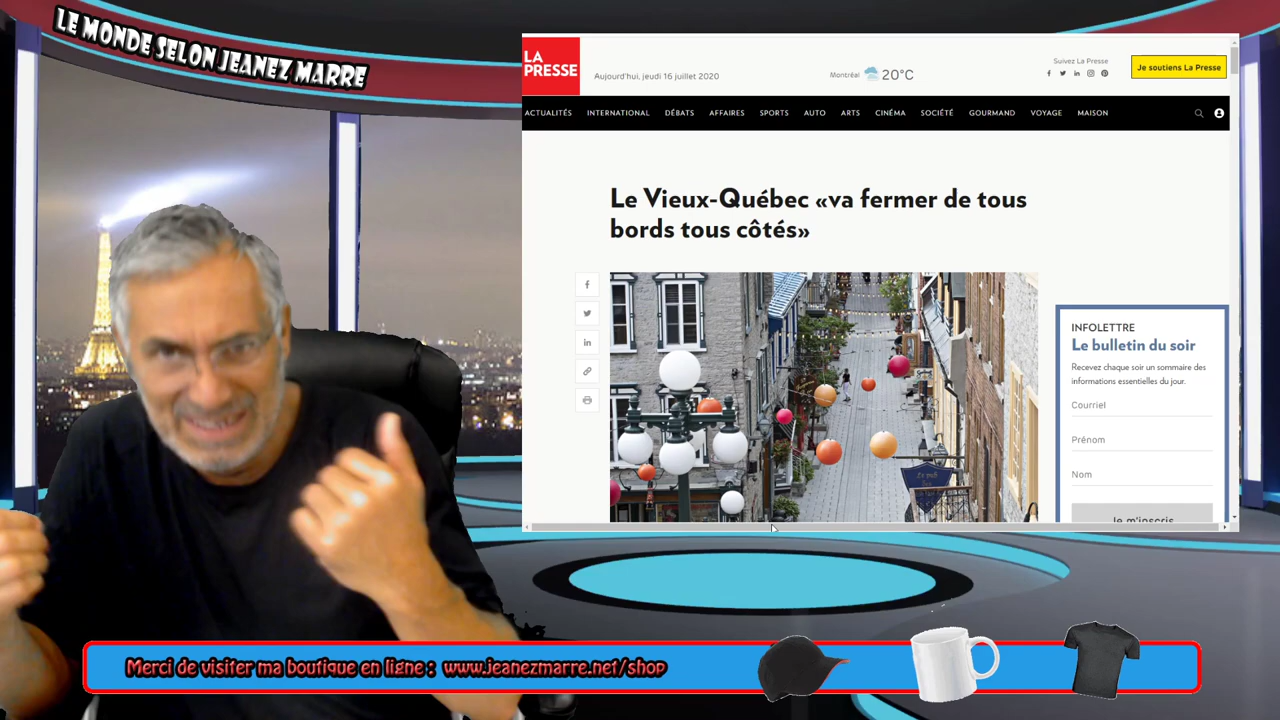 LE MONDE SELON JEANEZ MARRE
LA
PRESSE
Aujourd'hui, jeudi 16 juillet 2020
Montréal 20°C
Suivez La Presse
Je soutiens La Presse
ACTUALITÉS INTERNATIONAL DÉBATS AFFAIRES SPORTS AUTO ARTS CINÉMA SOCIÉTÉ GOURMAND VOYAGE MAISON
Le Vieux-Québec «va fermer de tous
bords tous côtés»
INFOLETTRE
Le bulletin du soir
Recevez chaque soir un sommaire des
informations essentielles du jour.
Courriel
Prénom
Nom
Je m'inscris
Merci de visiter ma boutique en ligne : www.jeanezmarre.net/shop